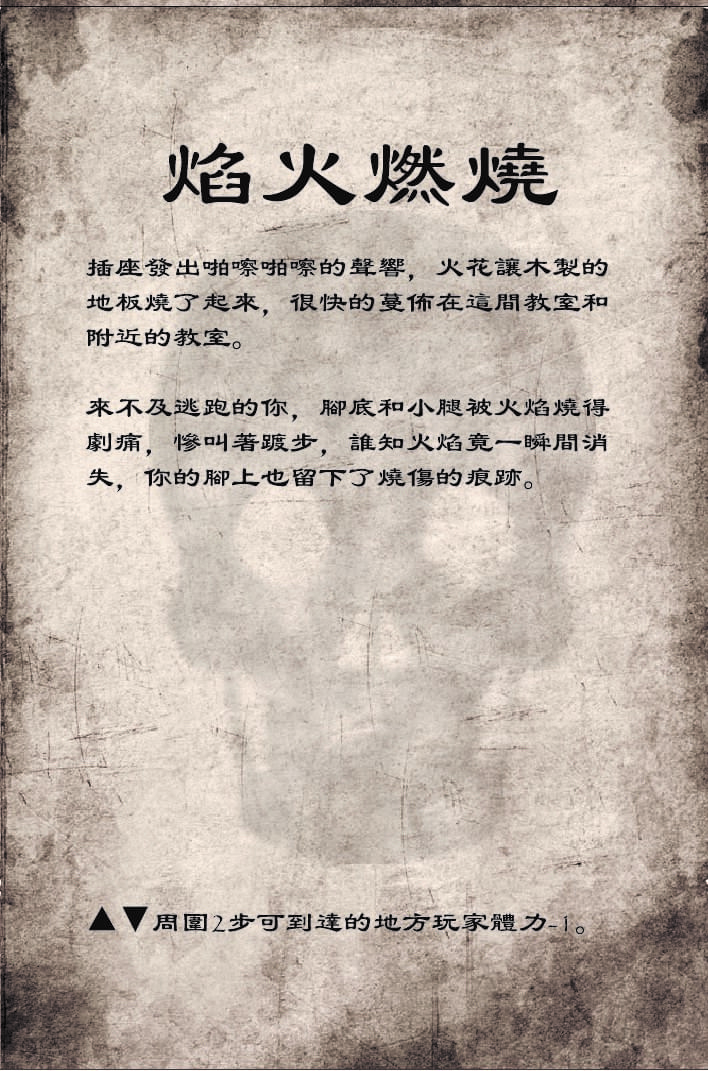 焰火燃燒
插座發出啪嚓啪嚓的聲響，火花讓木製的
地板燒了起來，很快的蔓佈在這間教室和
附近的教室。
來不及逃跑的你，腳底和小腿被火焰燒得
劇痛，慘叫著踱步，誰知火焰竟一瞬間消
失，你的腳上也留下了燒傷的痕跡。
▲▼周圍2步可到達的地方玩家體力-1。